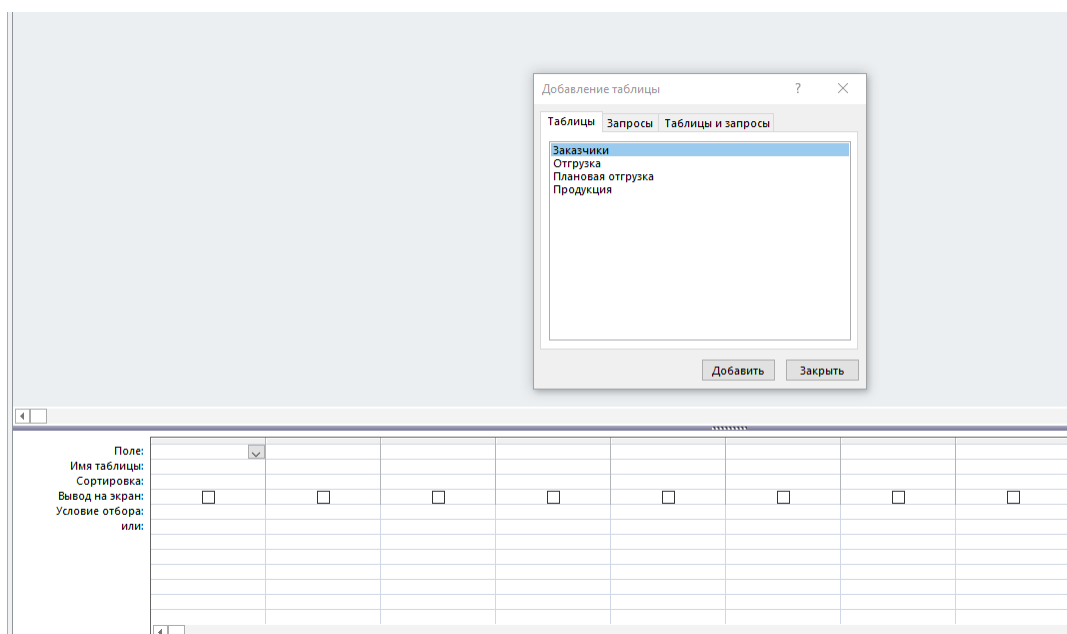 Добавление таблицы ?
Таблицы Запросы Таблицы и запросы
Заказчики
Отгрузка
Плановая отгрузка
Продукция
Добавить Закрыть
Поле:
Имя таблицы:
Сортировка:
Вывод на экран:
Условие отбора:
или: